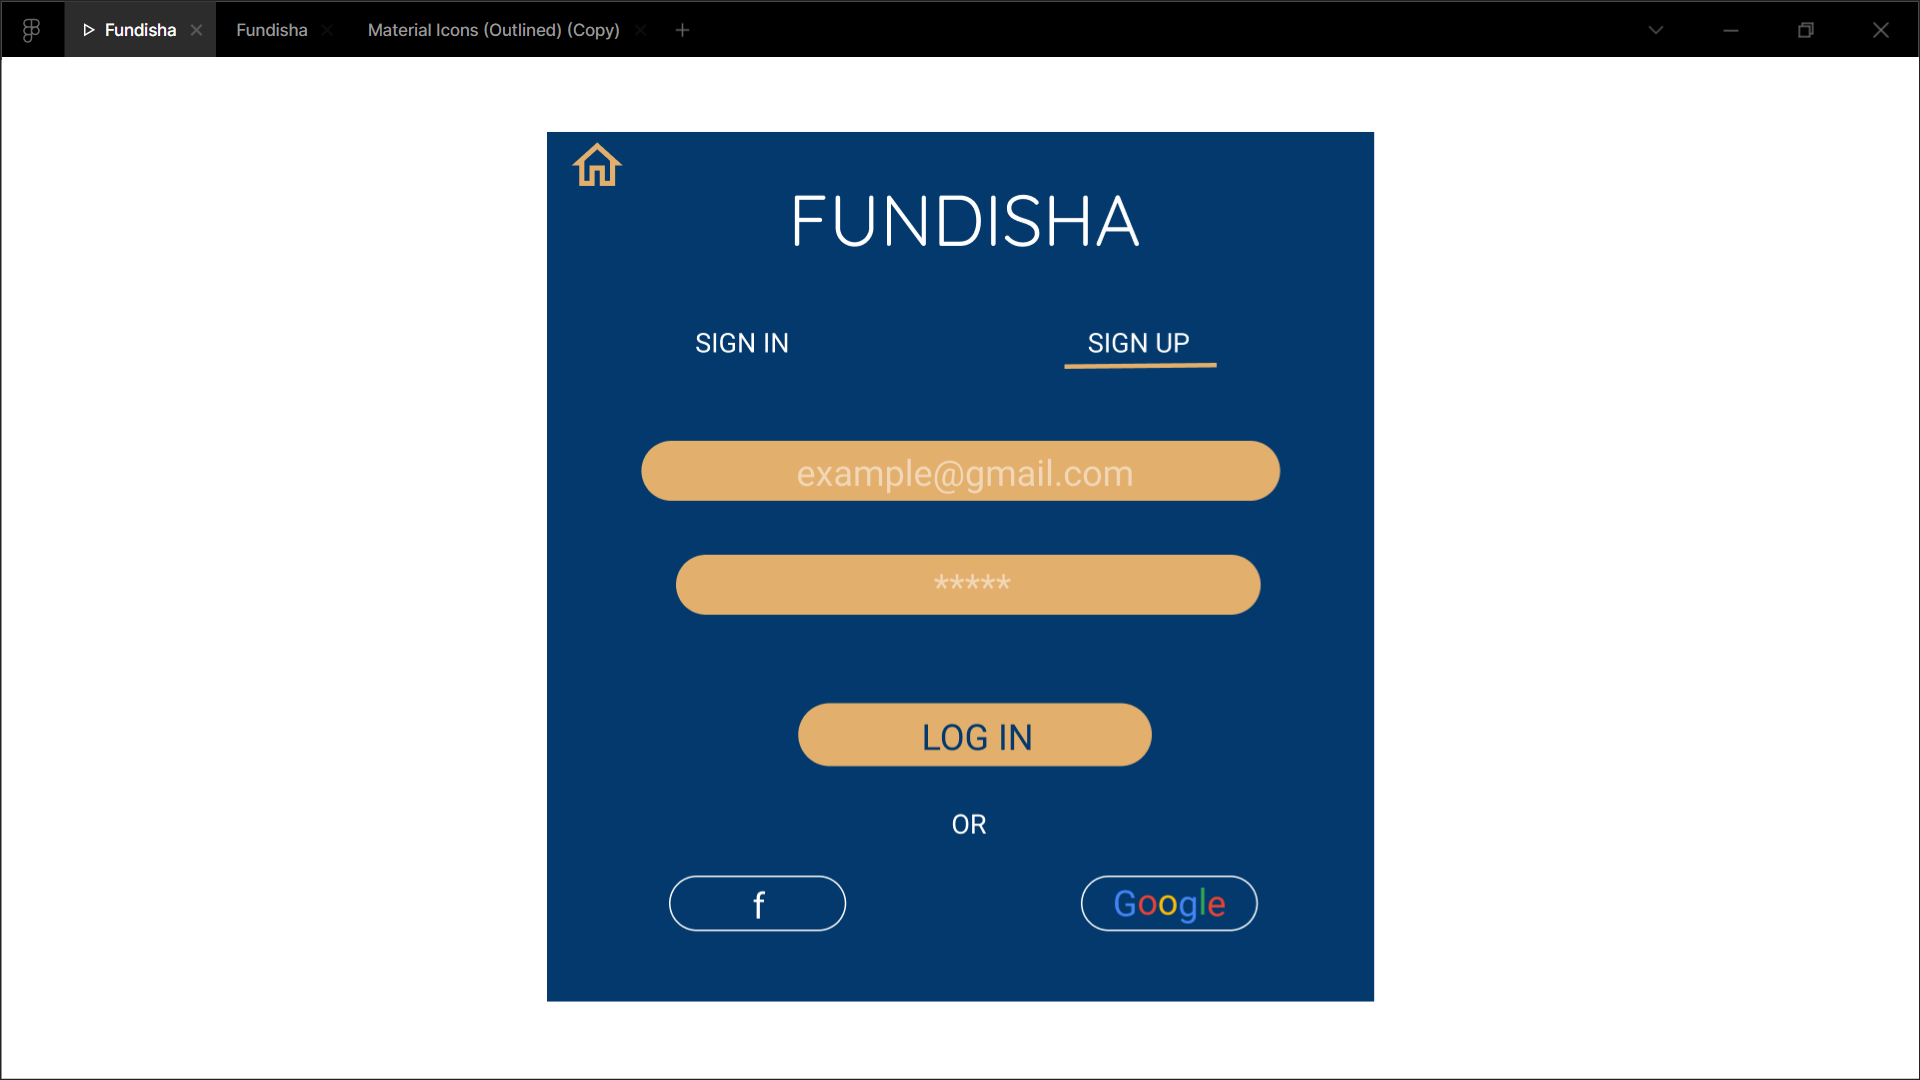 Fundisha
Fundisha
Material Icons (Outlined) (Copy)
FUNDISHA
SIGN IN
SIGN UP
example@gmail.com
*****
LOG IN
OR
f
Google